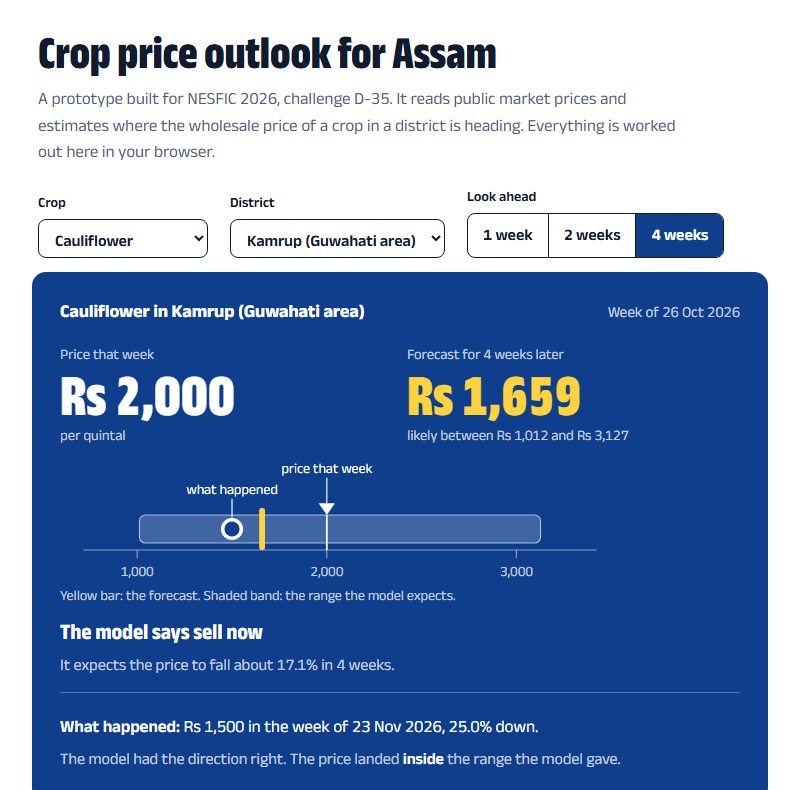 Crop price outlook for Assam
A prototype built for NESFIC 2026, challenge D-35. It reads public market prices and
estimates where the wholesale price of a crop in a district is heading. Everything is worked
out here in your browser.
Crop
District
Look ahead
Cauliflower
Kamrup (Guwahati area)
1 week
2 weeks
4 weeks
Cauliflower in Kamrup (Guwahati area)
Week of 26 Oct 2026
Price that week
Forecast for 4 weeks later
Rs 2,000
Rs 1,659
per quintal
likely between Rs 1,012 and Rs 3,127
price that week
what happened
1,000
2,000
3,000
Yellow bar: the forecast. Shaded band: the range the model expects.
The model says sell now
It expects the price to fall about 17.1% in 4 weeks.
What happened: Rs 1,500 in the week of 23 Nov 2026, 25.0% down.
The model had the direction right. The price landed inside the range the model gave.